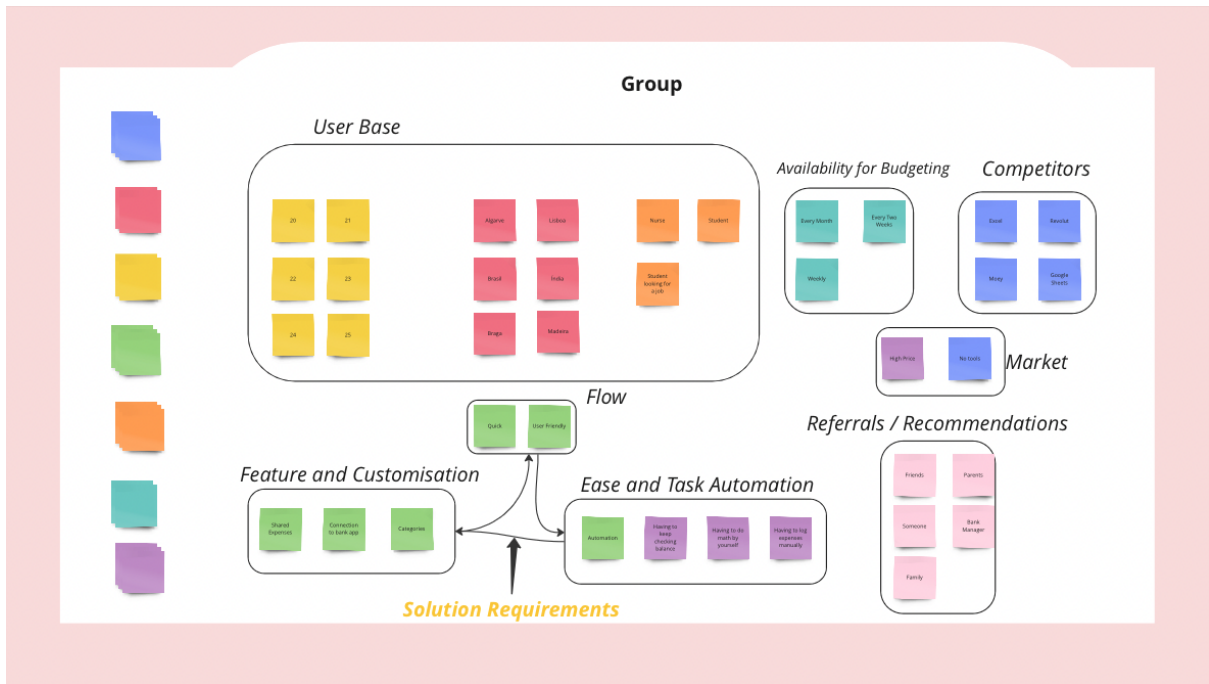 Group
User Base
20
21
22
23
24
25
Algarve
Lisboa
Brasil
Índia
Braga
Madeira
Nurse
Student
Student
looking for
a job
Availability for Budgeting
Every Month
Every Two
Weeks
Weekly
Competitors
Excel
Revolut
Moey
Google
Sheets
High Price
No tools
Market
Flow
Quick
User Friendly
Feature and Customisation
Shared
Expences
Connection
to bank app
Categories
Ease and Task Automation
Automation
Having to
keep
checking
balance
Having to do
math by
yourself
Having to log
expenses
manually
Solution Requirements
Referrals / Recommendations
Friends
Parents
Someone
Bank
Manager
Family